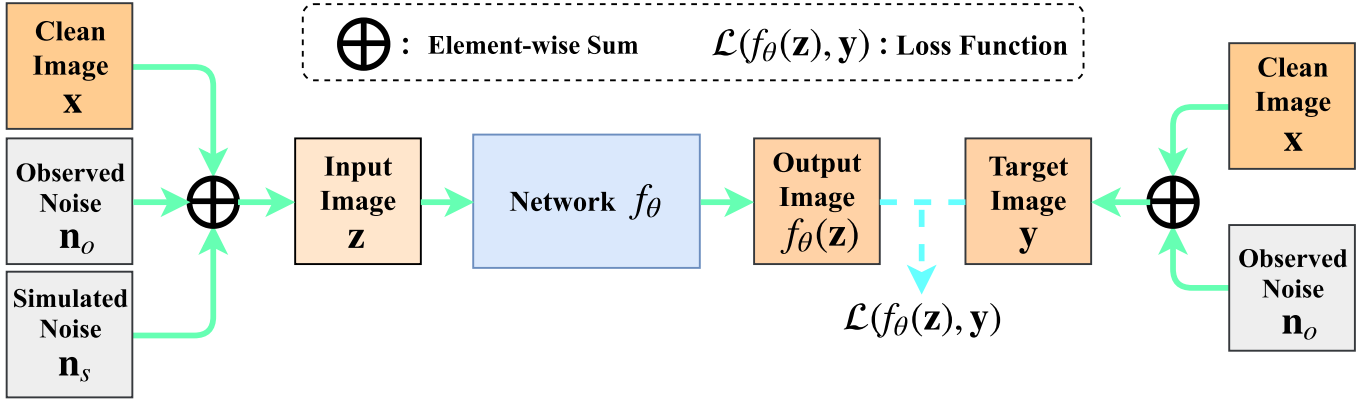 Clean
Image
x
Observed
Noise
n_o
Simulated
Noise
n_s
⊕ : Element-wise Sum
ℒ(f_θ(z), y) : Loss Function
Input
Image
z
Network f_θ
Output
Image
f_θ(z)
Target
Image
y
ℒ(f_θ(z), y)
Clean
Image
x
Observed
Noise
n_o